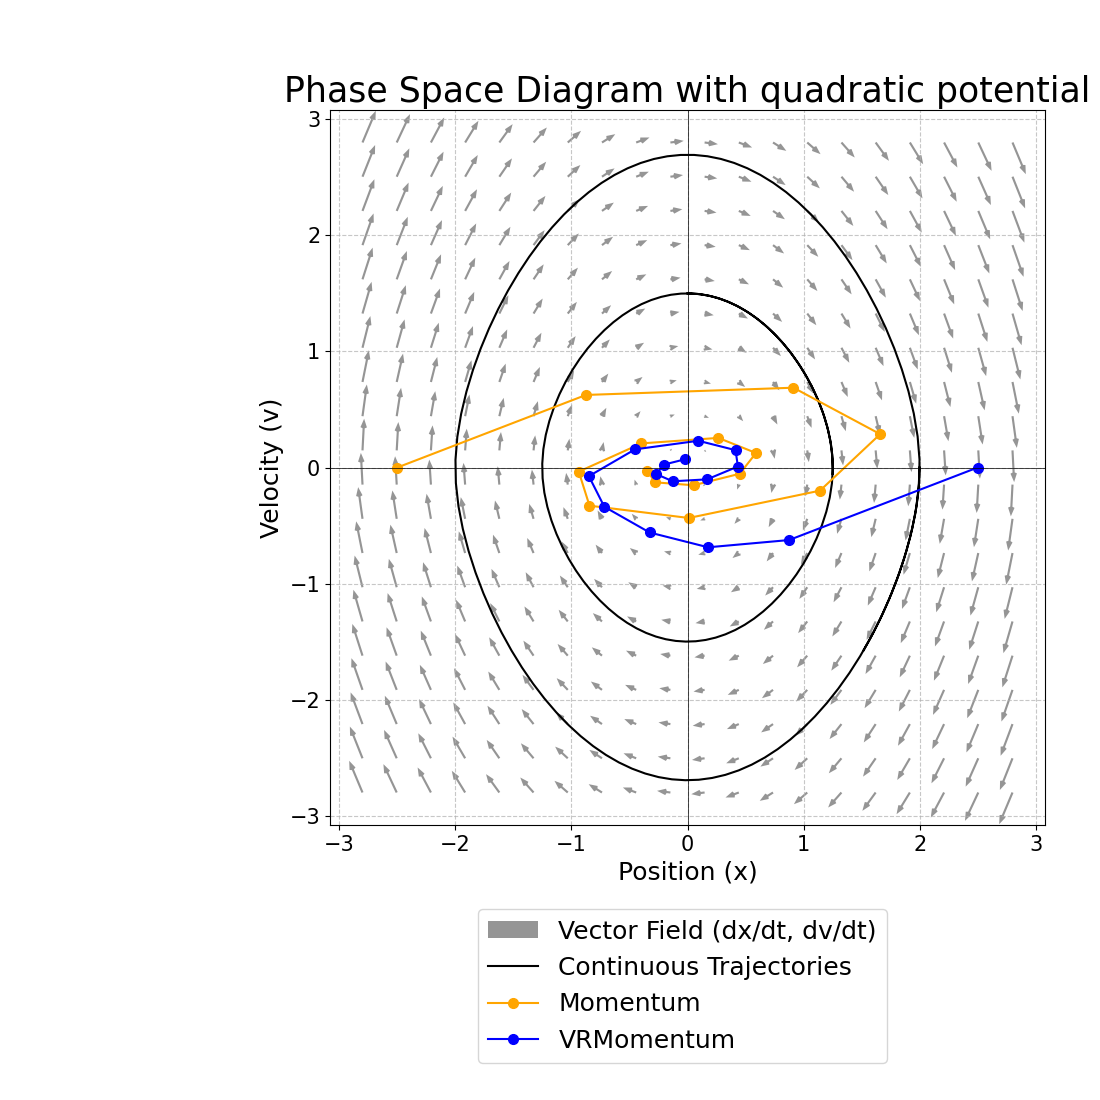 Phase Space Diagram with quadratic potential
3
2
1
0
−1
−2
−3
Velocity (v)
−3 −2 −1 0 1 2 3
Position (x)
Vector Field (dx/dt, dv/dt)
Continuous Trajectories
Momentum
VRMomentum